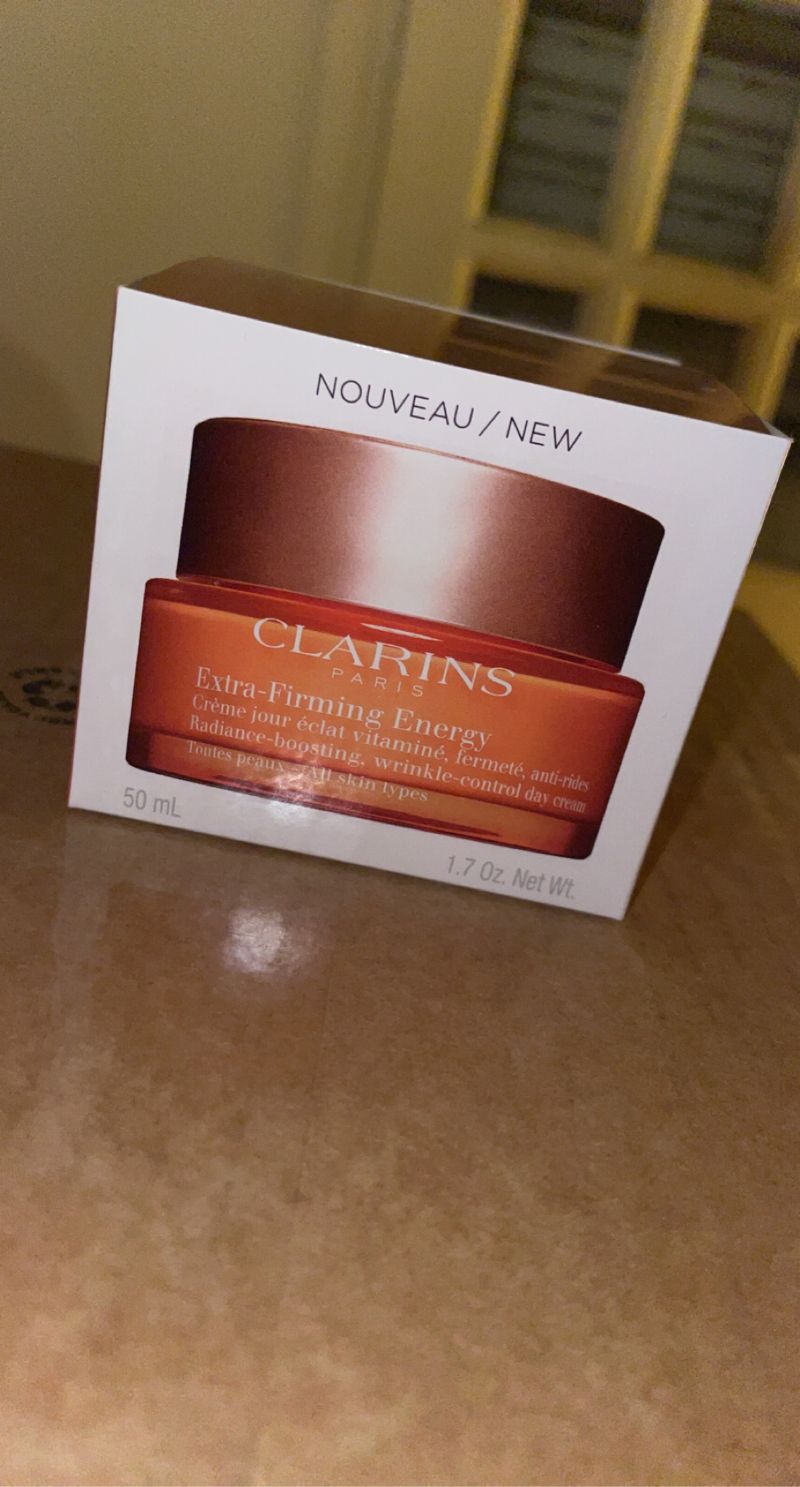 NOUVEAU / NEW
CLARINS
PARIS
Extra-Firming Energy
Crème jour éclat vitaminé, fermeté, anti-rides
Radiance-boosting, wrinkle-control day cream
Toutes peaux - All skin types
50 mL
1.7 Oz. Net Wt.